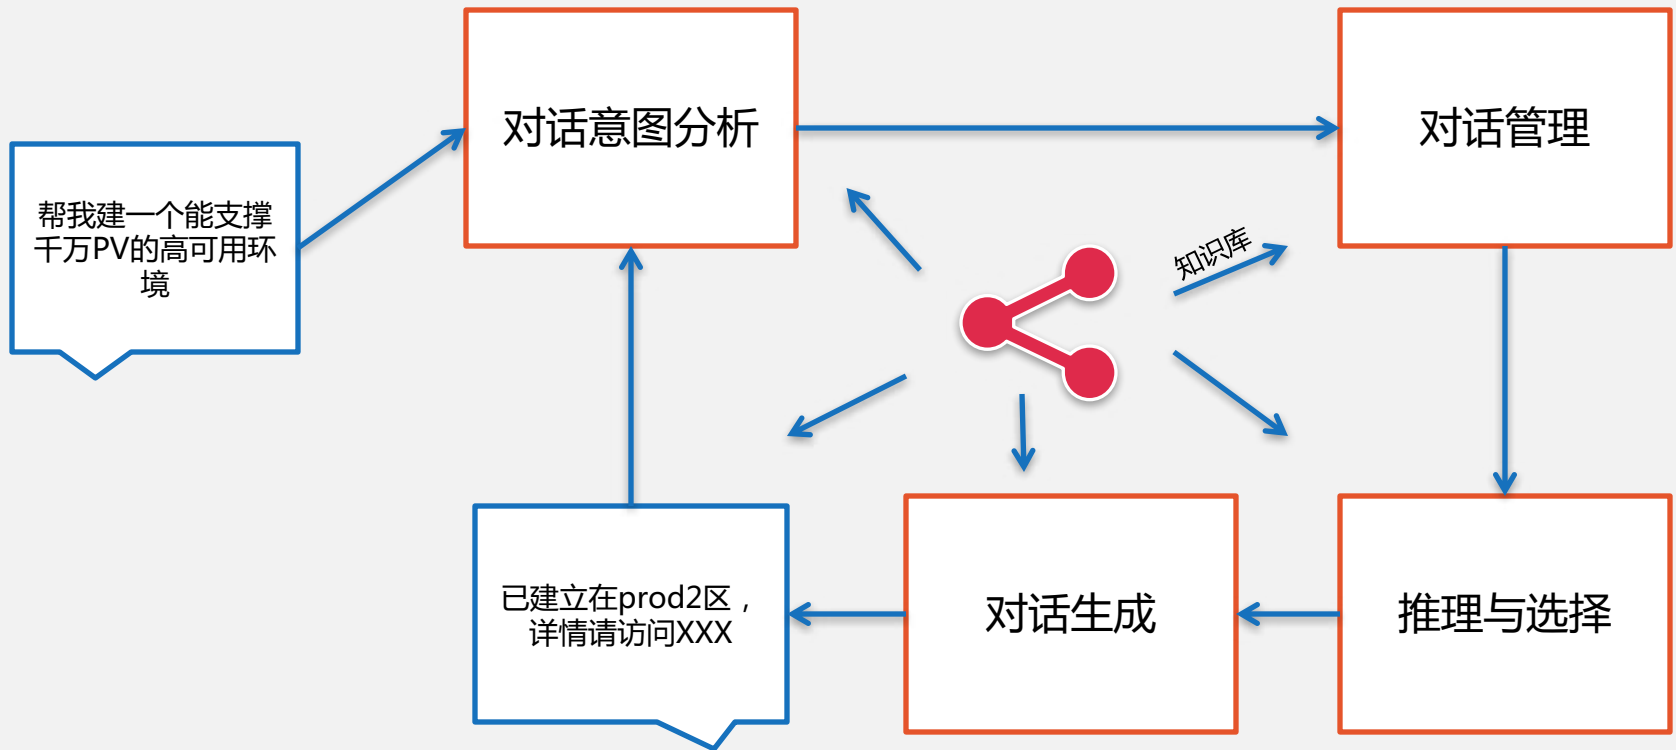 对话意图分析
对话管理
帮我建一个能支撑
千万PV的高可用环
境
知识库
已建立在prod2区，
详情请访问XXX
对话生成
推理与选择